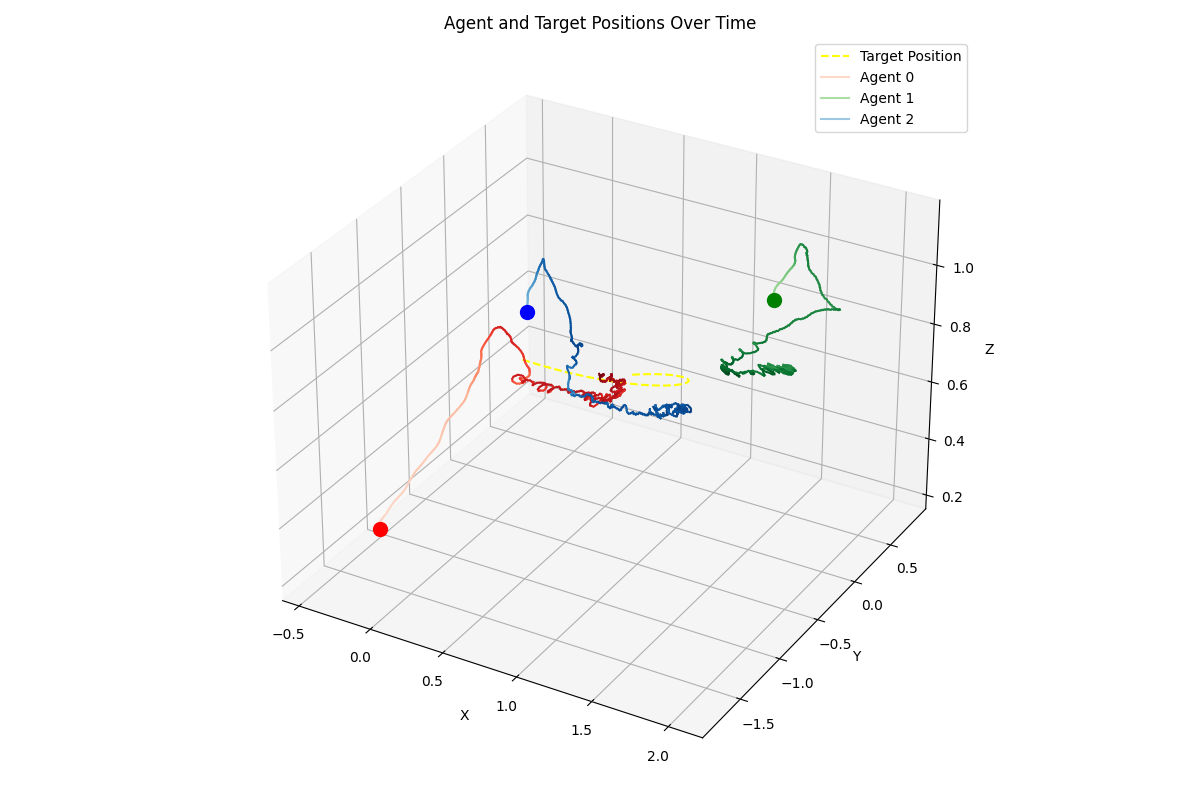 Agent and Target Positions Over Time
Target Position
Agent 0
Agent 1
Agent 2
1.0
0.8
Z
0.6
0.4
0.2
0.5
0.0
−0.5
Y
−1.0
−1.5
−0.5
0.0
0.5
X
1.0
1.5
2.0